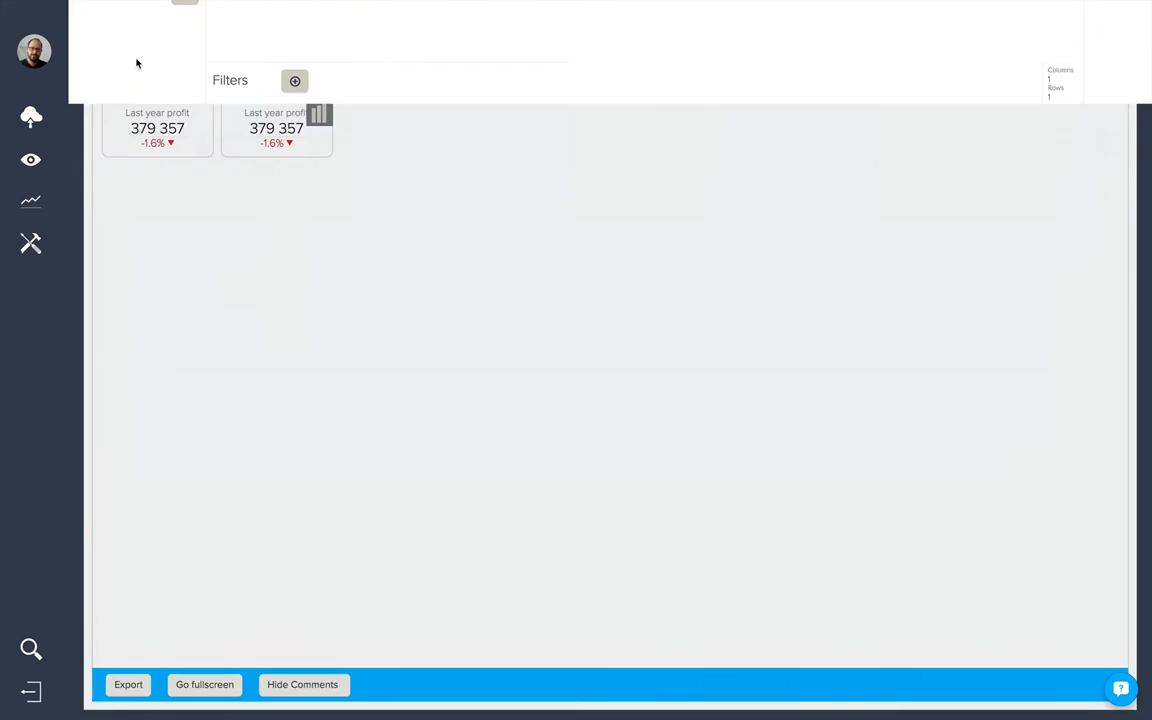 Filters
Columns
1
Rows
1
Last year profit
379 357
-1.6%
Last year profit
379 357
-1.6%
Export
Go fullscreen
Hide Comments
?